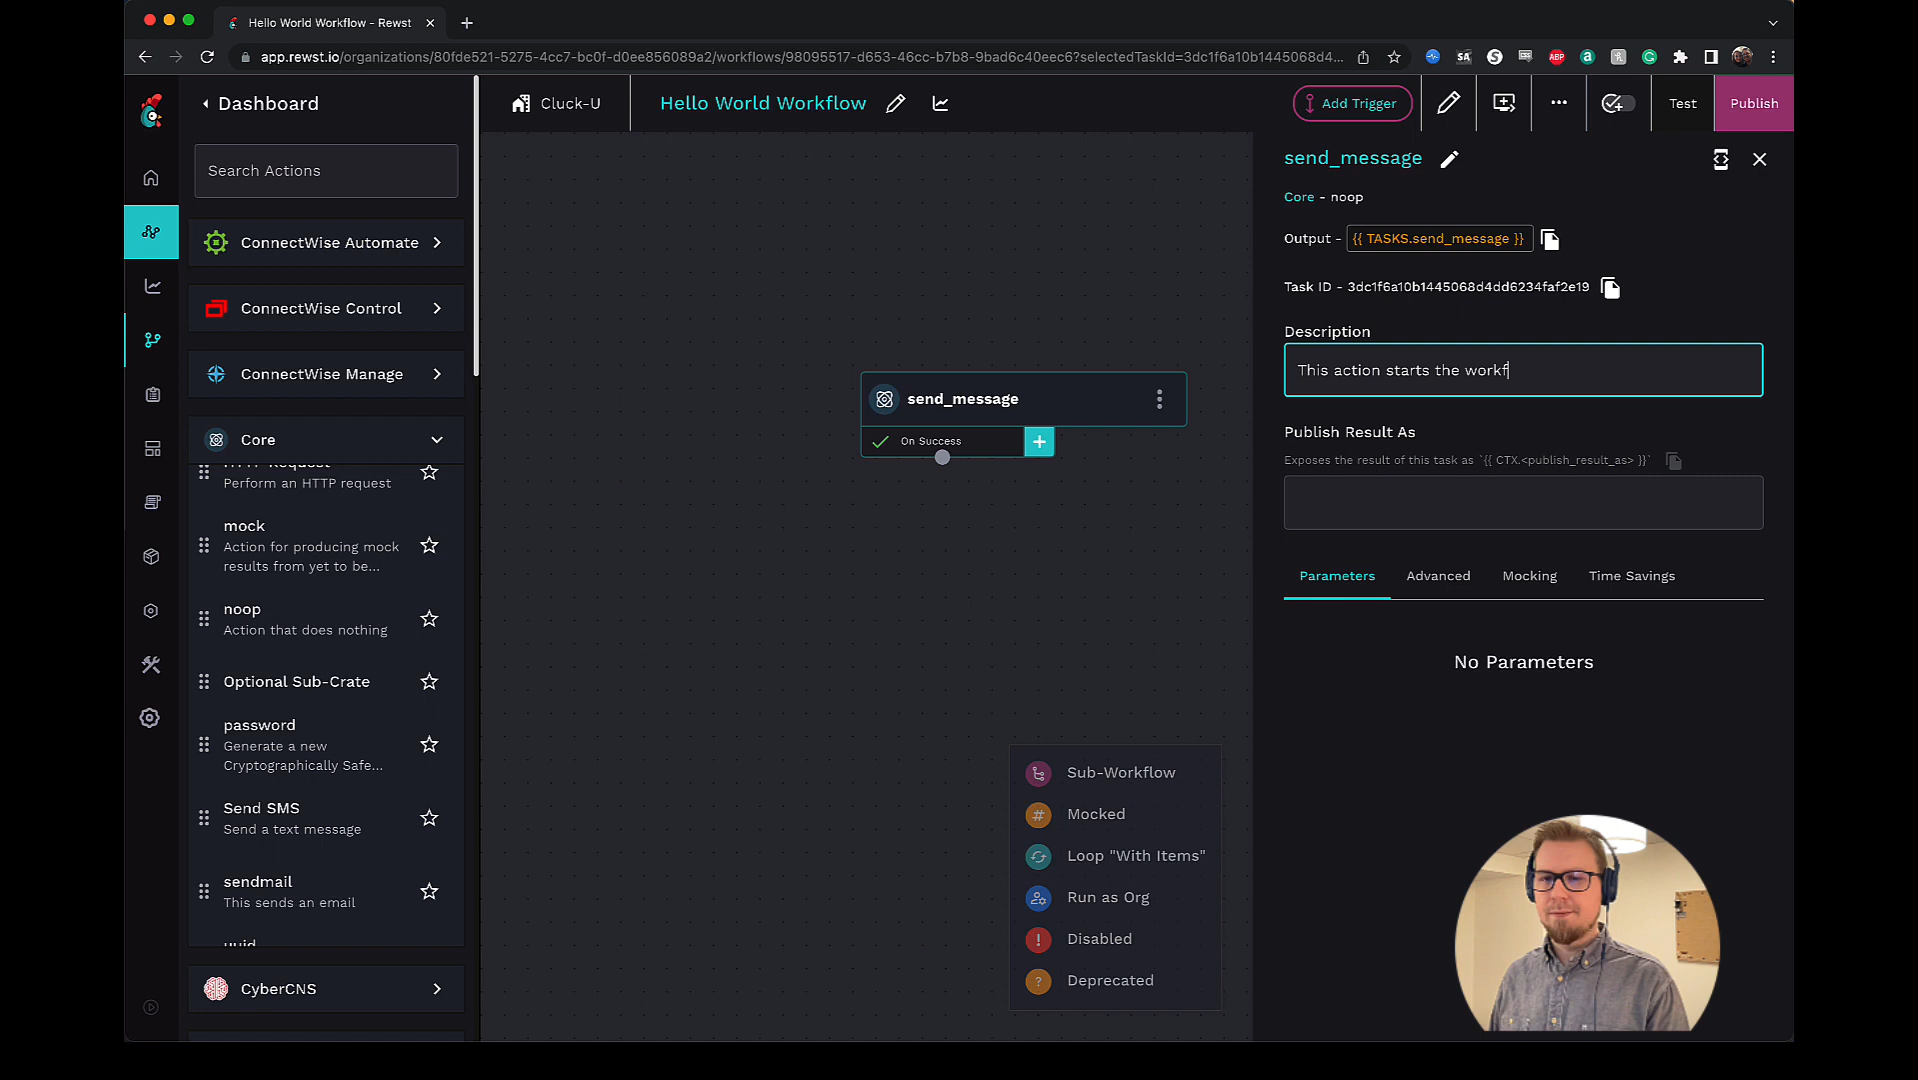 Hello World Workflow - Rewst
app.rewst.io/organizations/80fde521-5275-4cc7-bc0f-d0ee856089a2/workflows/98095517-d653-46cc-b7b8-9bad6c40eec6?selectedTaskId=3dc1f6a10b1445068d4...
SA
ABP
Dashboard
Cluck-U
Hello World Workflow
Add Trigger
Test
Publish
Search Actions
ConnectWise Automate
ConnectWise Control
ConnectWise Manage
Core
HTTP Request
Perform an HTTP request
mock
Action for producing mock
results from yet to be...
noop
Action that does nothing
Optional Sub-Crate
password
Generate a new
Cryptographically Safe...
Send SMS
Send a text message
sendmail
This sends an email
uuid
CyberCNS
send_message
On Success
Sub-Workflow
Mocked
Loop "With Items"
Run as Org
Disabled
Deprecated
send_message
Core - noop
Output - {{ TASKS.send_message }}
Task ID - 3dc1f6a10b1445068d4dd6234faf2e19
Description
This action starts the workf
Publish Result As
Exposes the result of this task as `{{ CTX.<publish_result_as> }}`
Parameters Advanced Mocking Time Savings
No Parameters